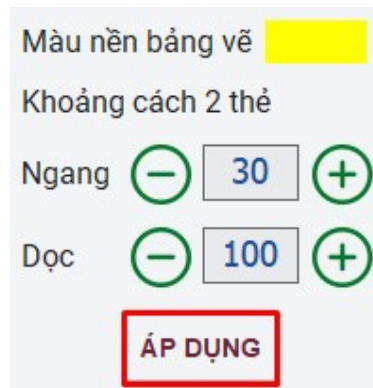 Màu nền bảng vẽ
Khoảng cách 2 thẻ
Ngang 30
Dọc 100
ÁP DỤNG